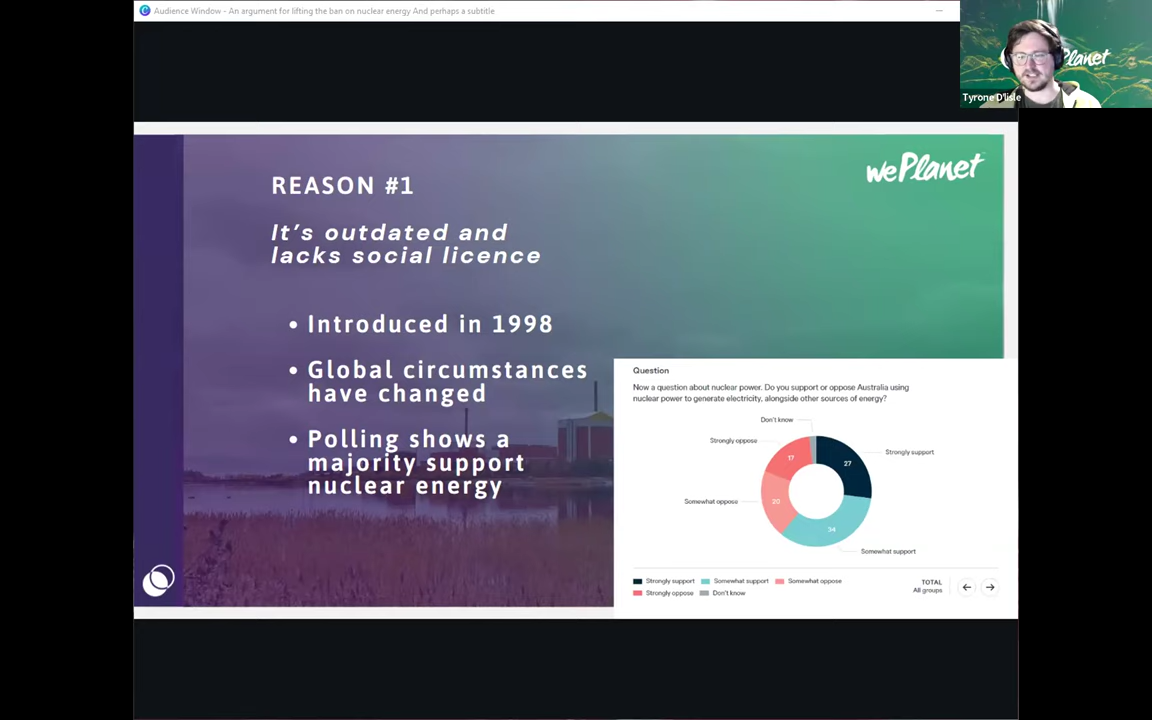 Audience Window - An argument for lifting the ban on nuclear energy And perhaps a subtitle
Planet
Tyrone D'lisle
wePlanet
REASON #1
It's outdated and
lacks social licence
• Introduced in 1998
• Global circumstances
have changed
• Polling shows a
majority support
nuclear energy
Question
Now a question about nuclear power. Do you support or oppose Australia using
nuclear power to generate electricity, alongside other sources of energy?
Don't know
Strongly oppose
Strongly support
17
27
Somewhat oppose
20
34
Somewhat support
Strongly support Somewhat support Somewhat oppose
Strongly oppose Don't know
TOTAL
All groups